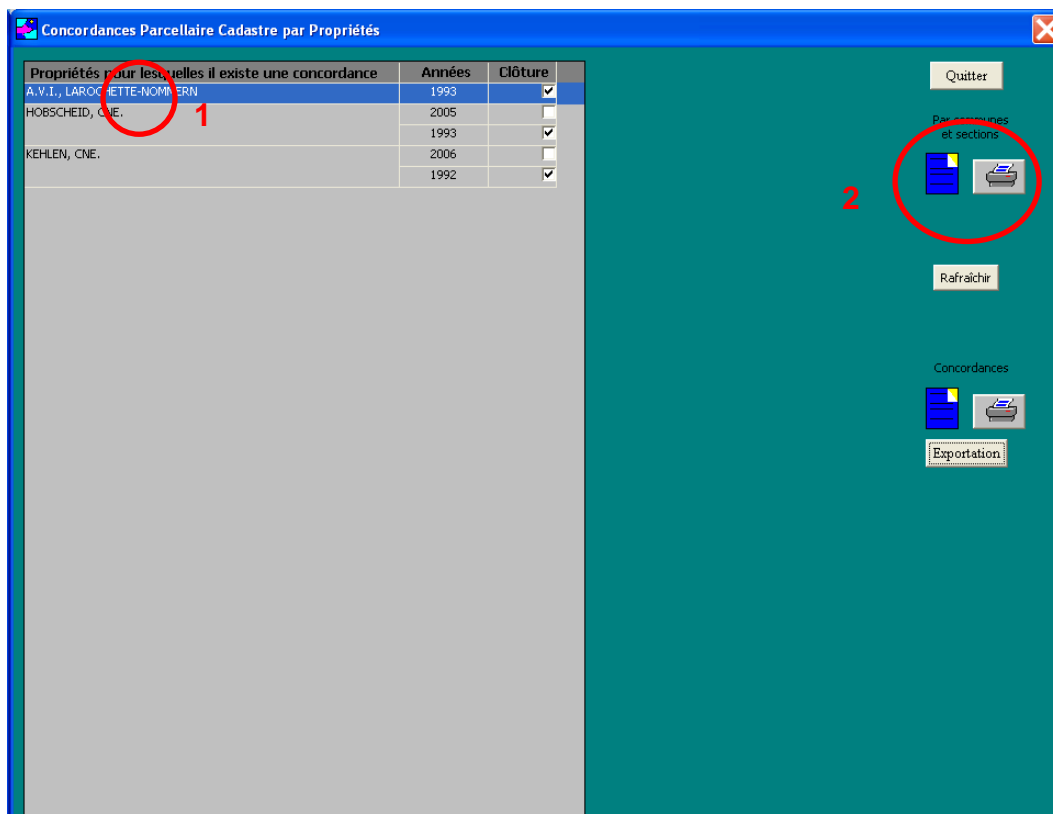 Concordances Parcellaire Cadastre par Propriétés
Propriétés pour lesquelles il existe une concordance Années Clôture
A.V.I., LAROCHETTE-NOMMERN 1993
HOBSCHEID, CNE. 2005
1993
KEHLEN, CNE. 2006
1992
1
Quitter
Par communes
et sections
2
Rafraîchir
Concordances
Exportation